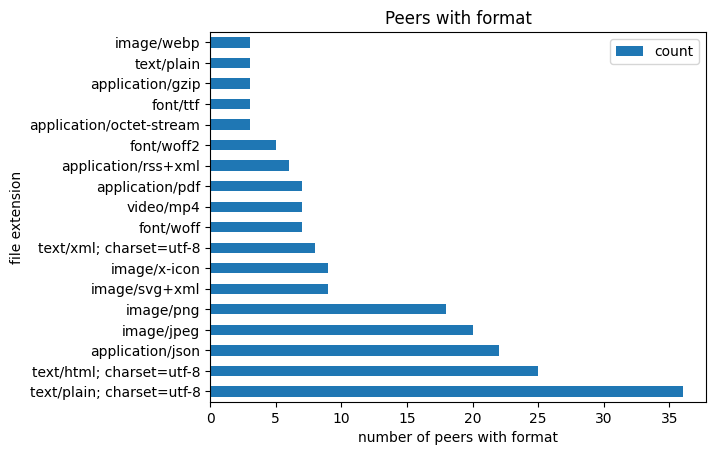 Peers with format
count
file extension
image/webp
text/plain
application/gzip
font/ttf
application/octet-stream
font/woff2
application/rss+xml
application/pdf
video/mp4
font/woff
text/xml; charset=utf-8
image/x-icon
image/svg+xml
image/png
image/jpeg
application/json
text/html; charset=utf-8
text/plain; charset=utf-8
0 5 10 15 20 25 30 35
number of peers with format